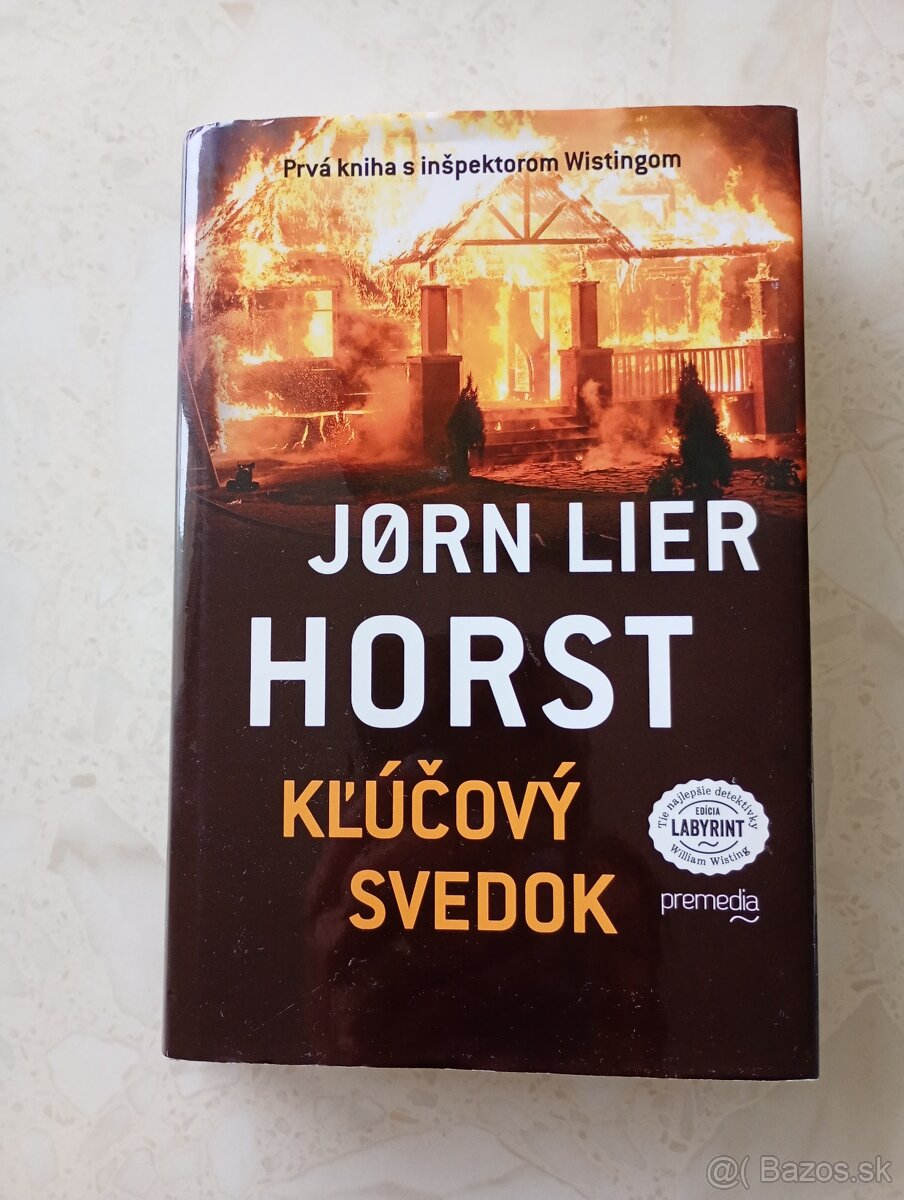 Prvá kniha s inšpektorom Wistingom
JØRN LIER
HORST
KĽÚČOVÝ
SVEDOK
Tie najlepšie detektívky
EDÍCIA
LABYRINT
William Wisting
premedia
@( Bazos.sk